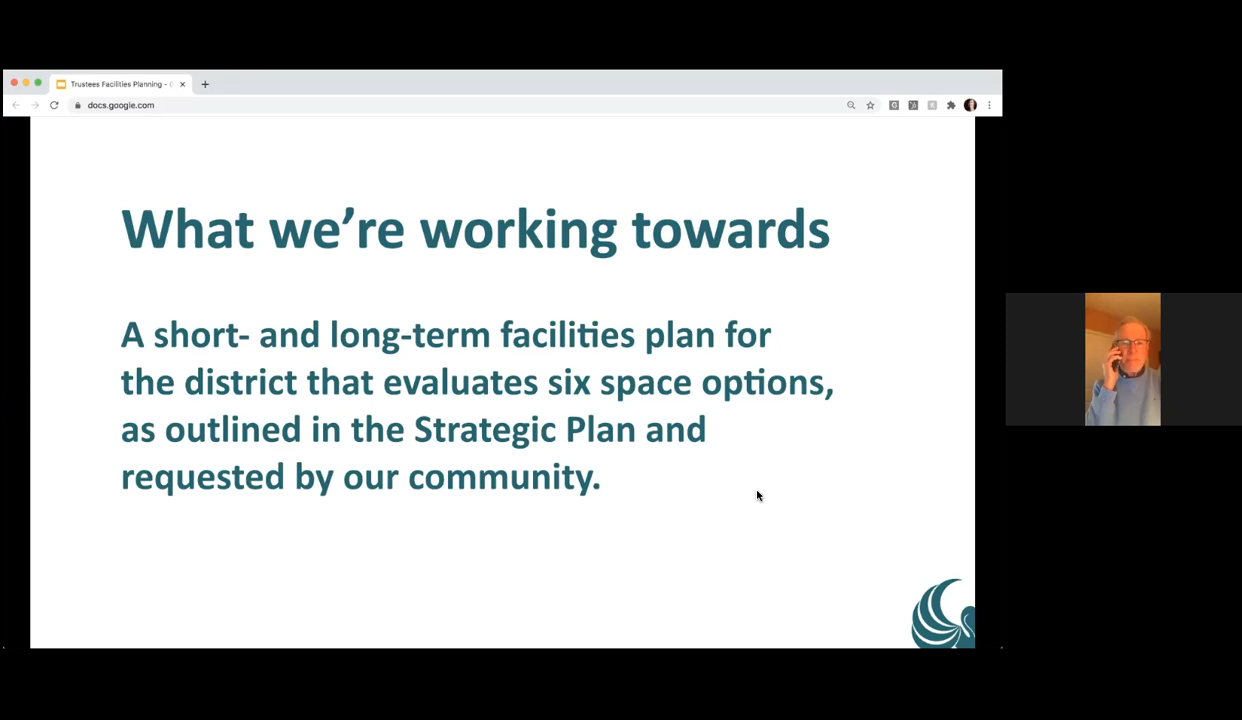 Trustees Facilities Planning -
docs.google.com
What we're working towards
A short- and long-term facilities plan for
the district that evaluates six space options,
as outlined in the Strategic Plan and
requested by our community.